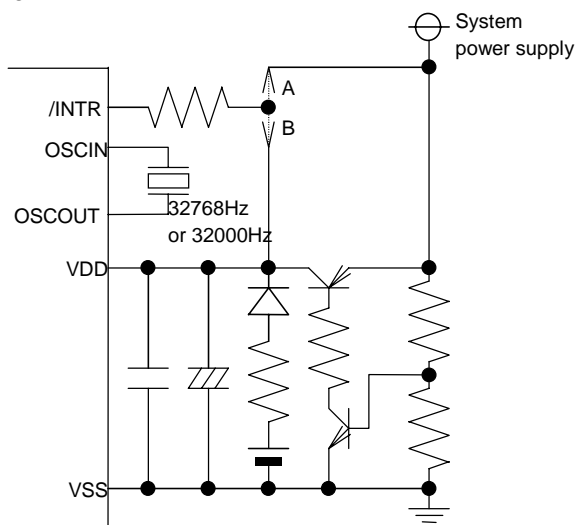 System
power supply
A
/INTR
B
OSCIN
OSCOUT
32768Hz
or 32000Hz
VDD
VSS